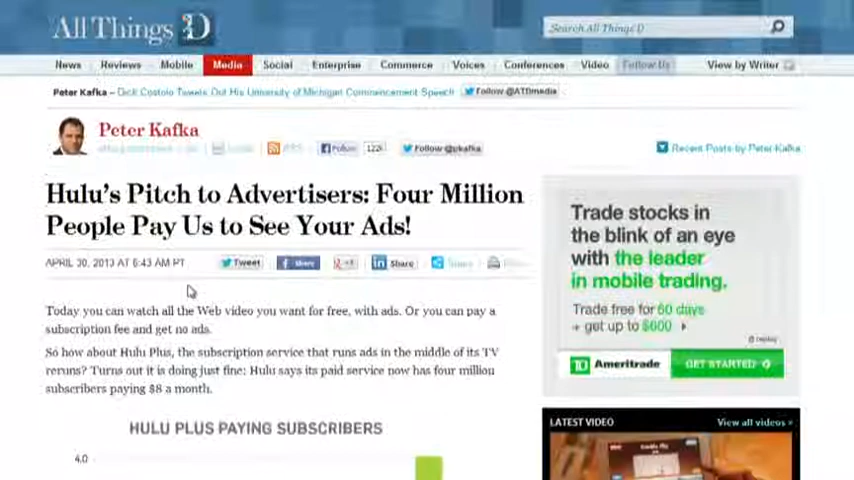 All Things D
Search All Things D
News Reviews Mobile Media Social Enterprise Commerce Voices Conferences Video Follow Us View by Writer
Peter Kafka – Dick Costolo Tweets Out His University of Michigan Commencement Speech Follow @ATDmedia
Peter Kafka
RSS Follow 122k Follow @pkafka Recent Posts by Peter Kafka
Hulu's Pitch to Advertisers: Four Million
People Pay Us to See Your Ads!
APRIL 30, 2013 AT 6:43 AM PT
Tweet Share +1 Share Share Print
Today you can watch all the Web video you want for free, with ads. Or you can pay a
subscription fee and get no ads.
So how about Hulu Plus, the subscription service that runs ads in the middle of its TV
reruns? Turns out it is doing just fine: Hulu says its paid service now has four million
subscribers paying $8 a month.
HULU PLUS PAYING SUBSCRIBERS
4.0
Trade stocks in
the blink of an eye
with the leader
in mobile trading.
Trade free for 60 days
+ get up to $600
replay
TD Ameritrade GET STARTED
LATEST VIDEO View all videos »